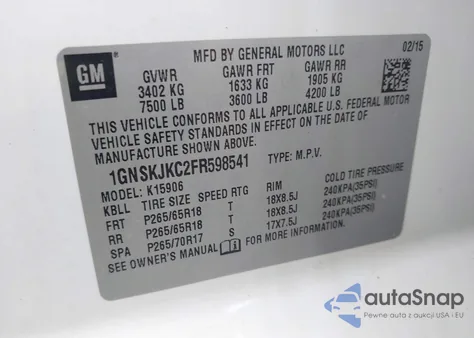 GM
MFD BY GENERAL MOTORS LLC
02/15
GVWR GAWR FRT GAWR RR
3402 KG 1633 KG 1905 KG
7500 LB 3600 LB 4200 LB
THIS VEHICLE CONFORMS TO ALL APPLICABLE U.S. FEDERAL MOTOR
VEHICLE SAFETY STANDARDS IN EFFECT ON THE DATE OF
MANUFACTURE SHOWN ABOVE.
1GNSKJKC2FR598541 TYPE: M.P.V.
MODEL: K15906
KBLL TIRE SIZE SPEED RTG RIM COLD TIRE PRESSURE
FRT P265/65R18 T 18X8.5J 240KPA(35PSI)
RR P265/65R18 T 18X8.5J 240KPA(35PSI)
SPA P265/70R17 S 17X7.5J 240KPA(35PSI)
SEE OWNER'S MANUAL FOR MORE INFORMATION.
autoSnap
Pewne auta z aukcji USA i EU